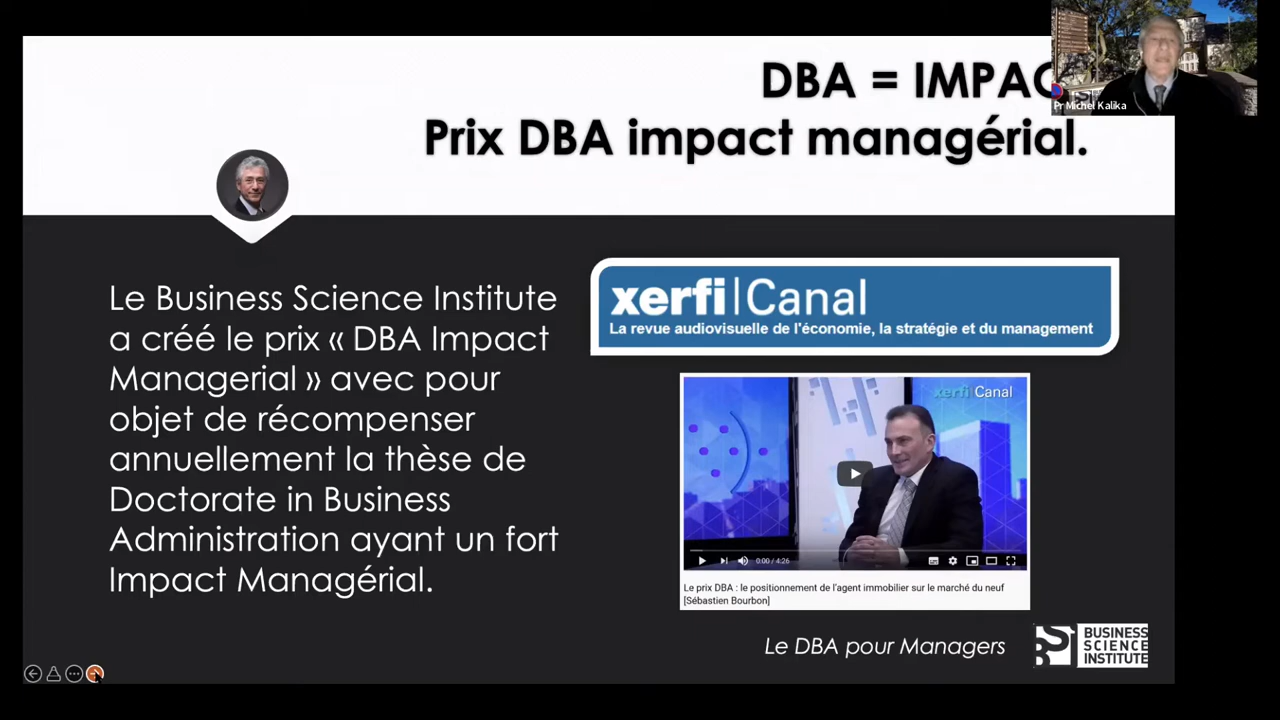 DBA = IMPAC
Prix DBA impact managérial.
Pr Michel Kalika
Le Business Science Institute
a créé le prix « DBA Impact
Managerial » avec pour
objet de récompenser
annuellement la thèse de
Doctorate in Business
Administration ayant un fort
Impact Managérial.
xerfi|Canal
La revue audiovisuelle de l'économie, la stratégie et du management
xerfi Canal
0:00 / 4:26
Le prix DBA : le positionnement de l'agent immobilier sur le marché du neuf
[Sébastien Bourbon]
Le DBA pour Managers
BUSINESS
SCIENCE
INSTITUTE